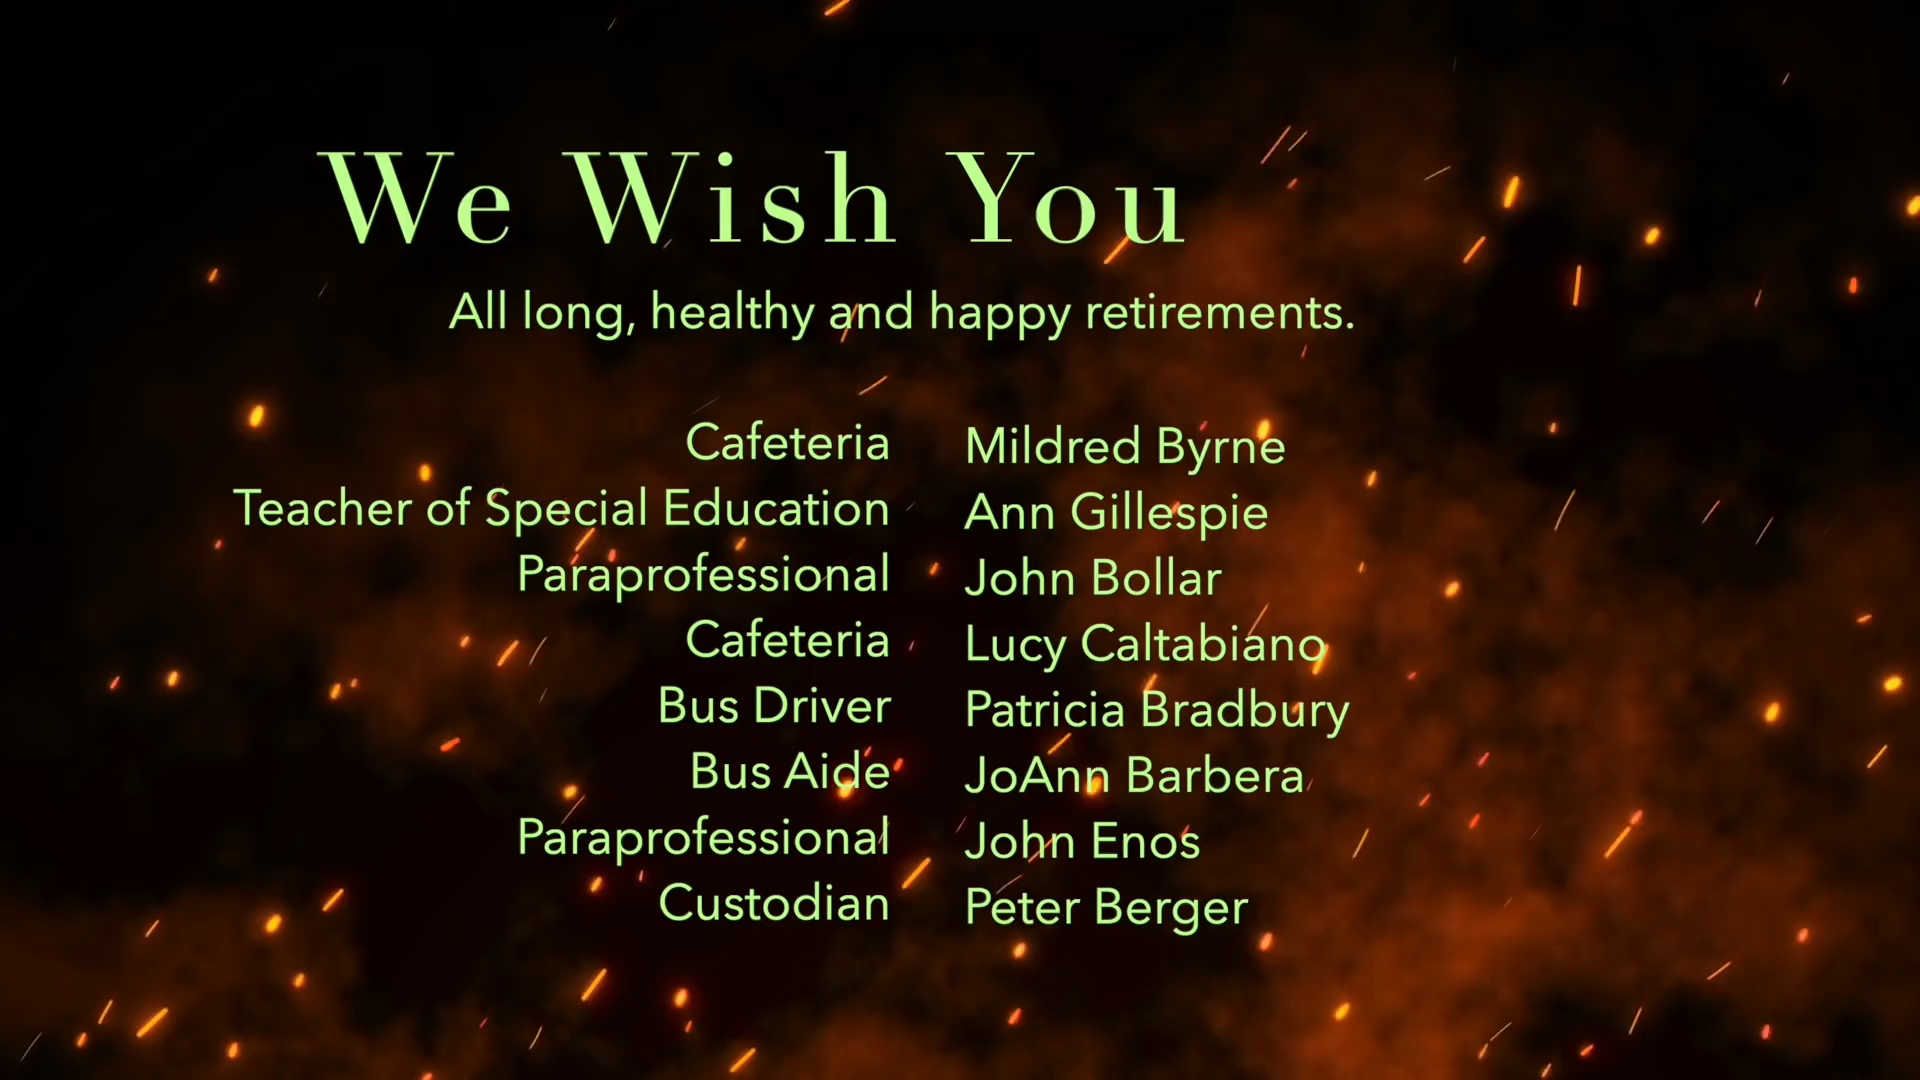 We Wish You
All long, healthy and happy retirements.
Cafeteria Mildred Byrne
Teacher of Special Education Ann Gillespie
Paraprofessional John Bollar
Cafeteria Lucy Caltabiano
Bus Driver Patricia Bradbury
Bus Aide JoAnn Barbera
Paraprofessional John Enos
Custodian Peter Berger